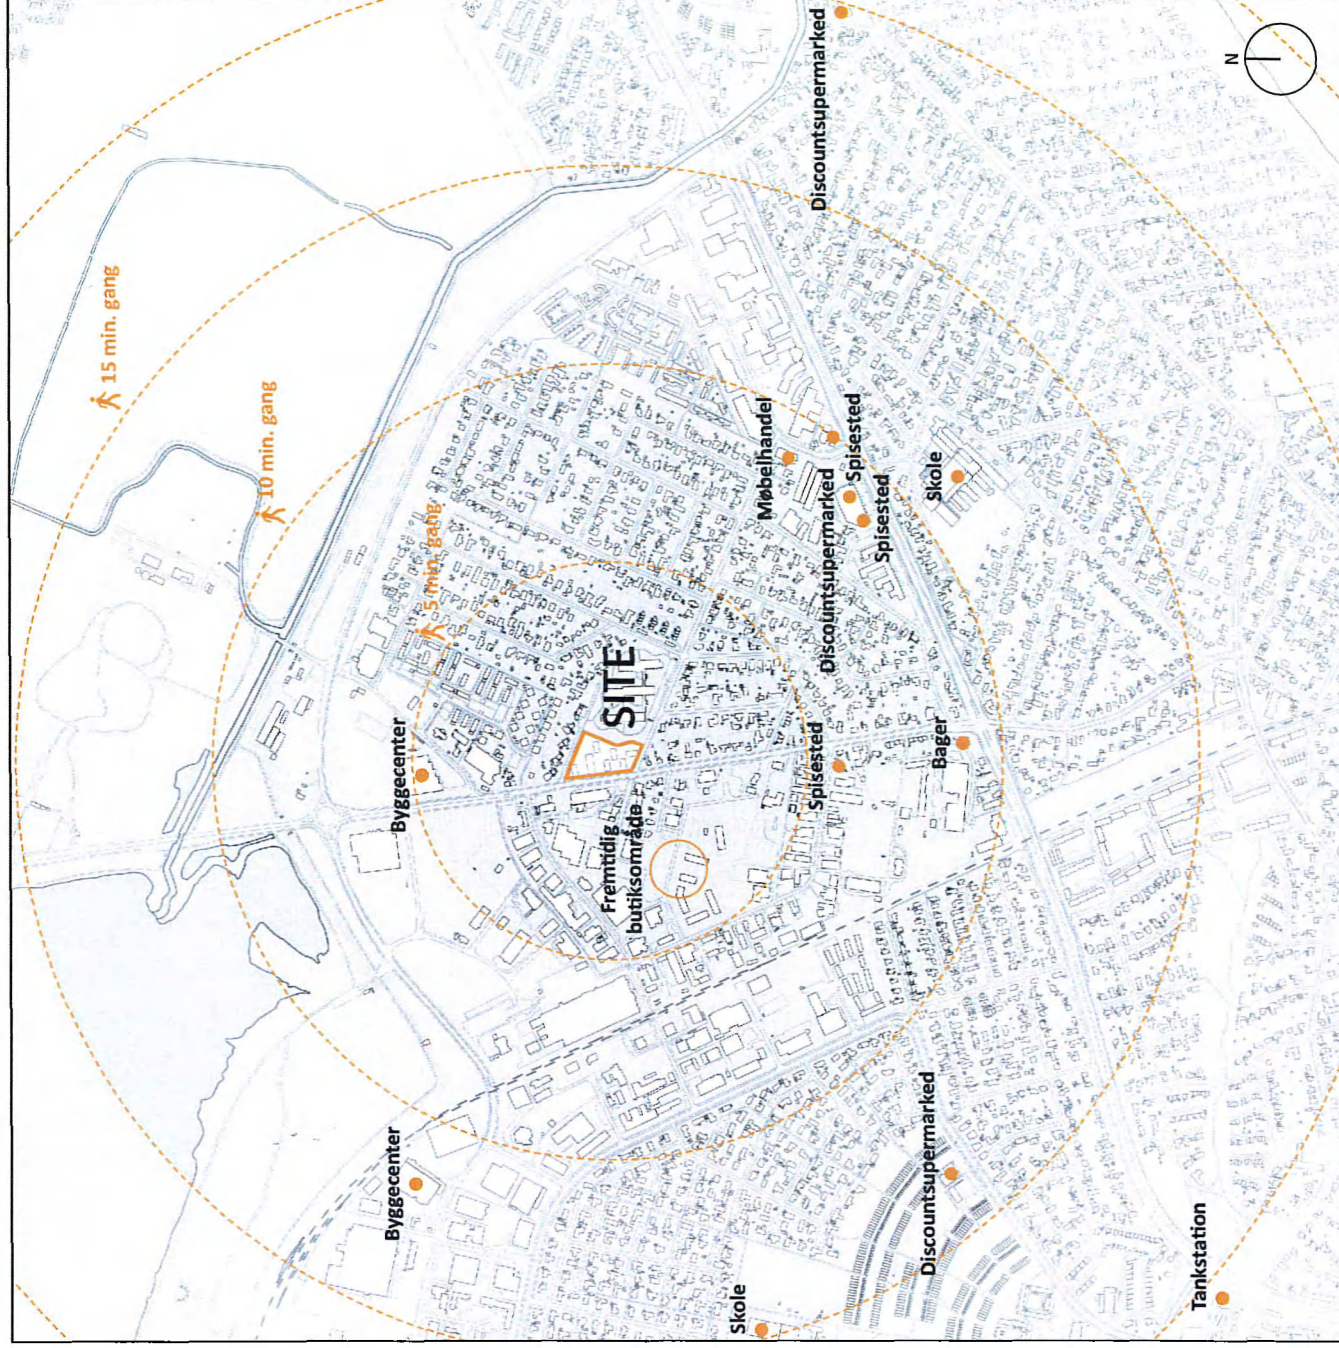 15 min. gang
10 min. gang
5 min. gang
N
Discountsupermarked
Møbelhandel
Spisested
Discountsupermarked
Spisested
Skole
SITE
Byggecenter
Fremtidig
butiksområde
Spisested
Bager
Byggecenter
Discountsupermarked
Skole
Tankstation